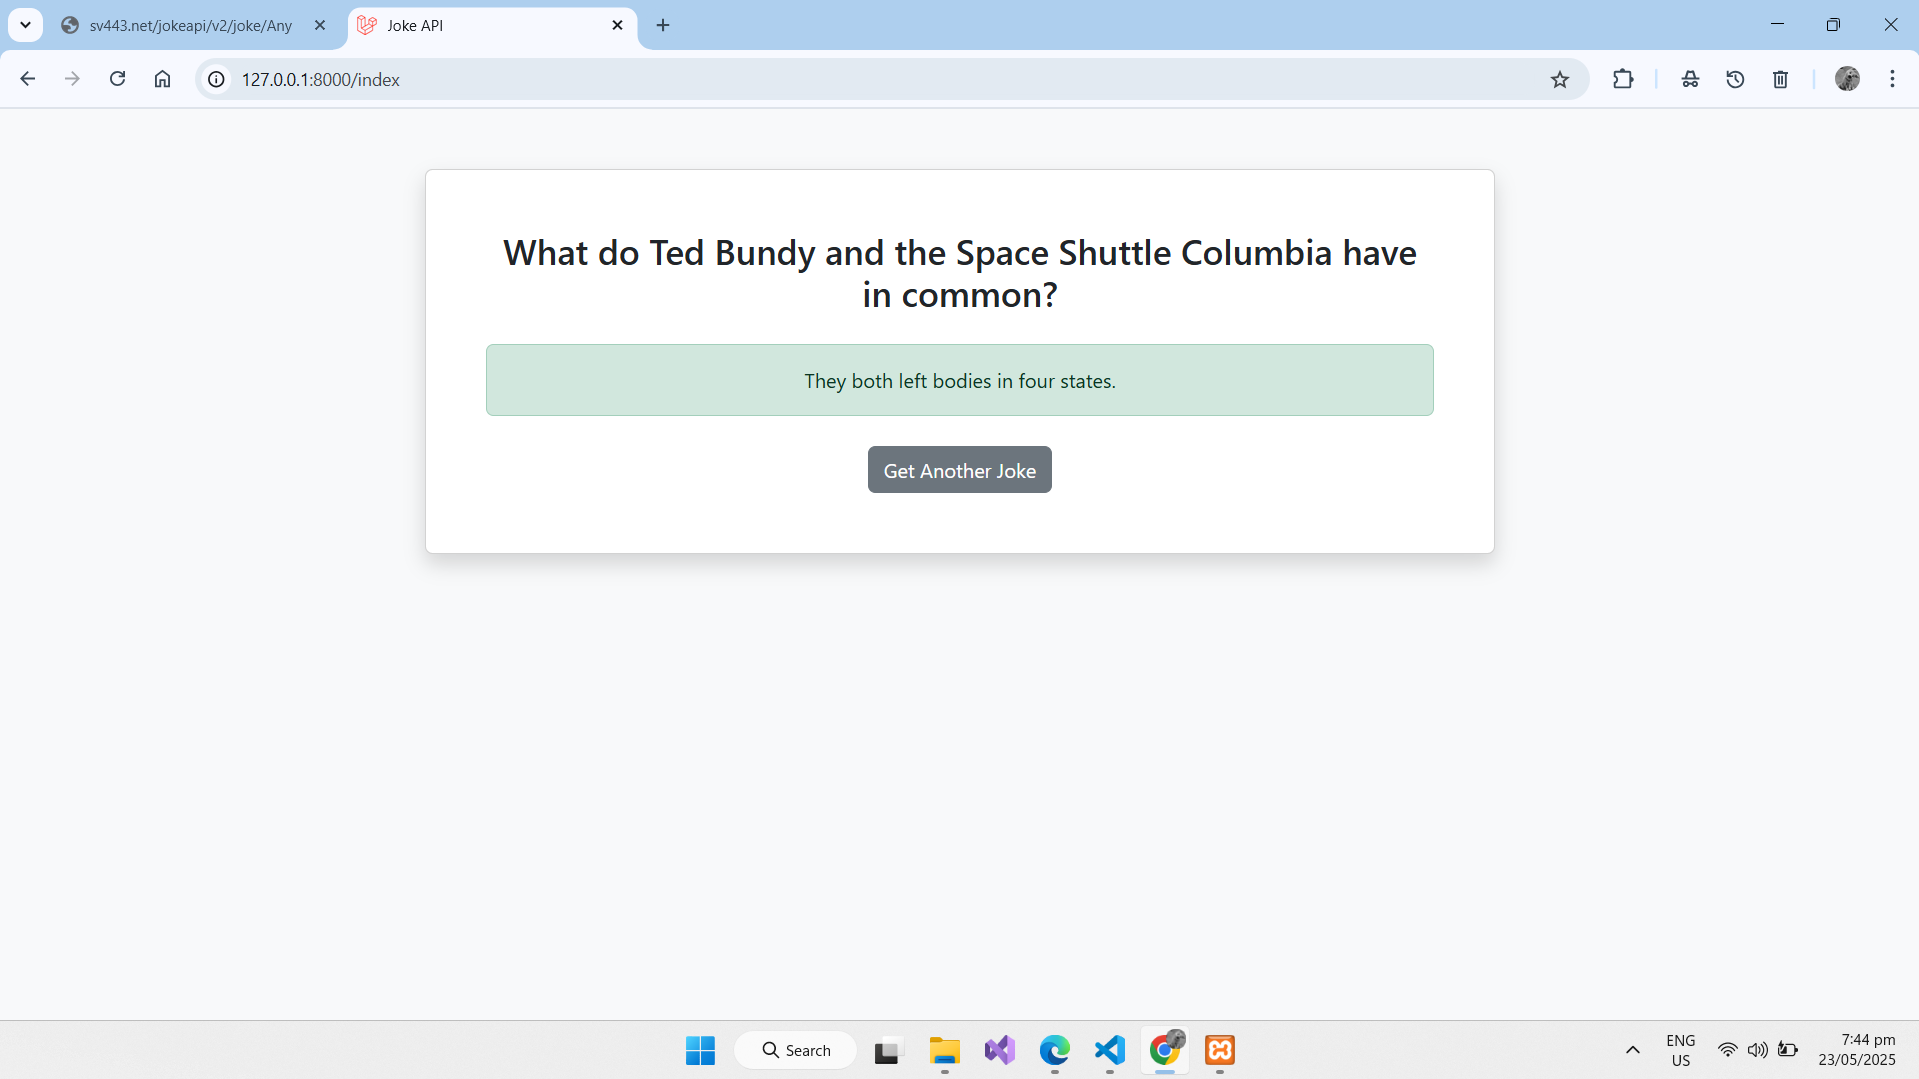 sv443.net/jokeapi/v2/joke/Any
Joke API
127.0.0.1:8000/index
What do Ted Bundy and the Space Shuttle Columbia have
in common?
They both left bodies in four states.
Get Another Joke
Search
ENG
US
7:44 pm
23/05/2025